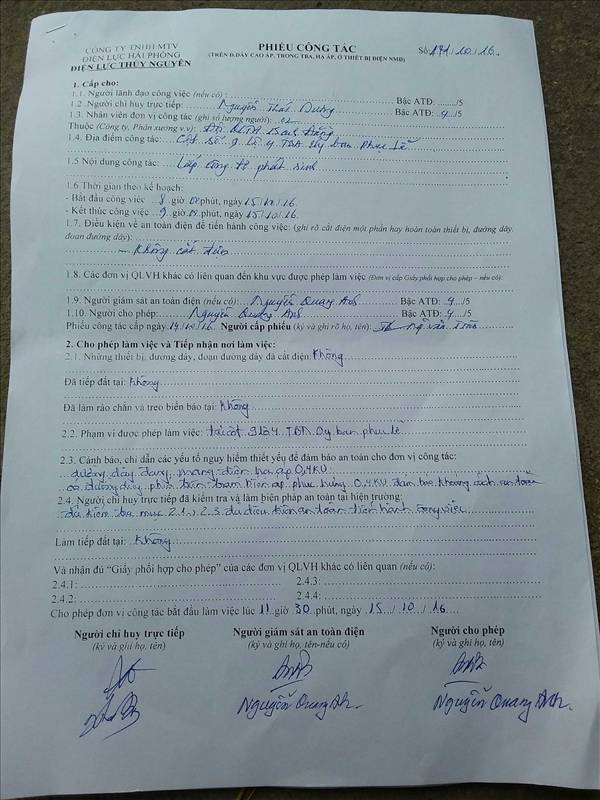 CÔNG TY TNHH MTV
ĐIỆN LỰC HẢI PHÒNG
ĐIỆN LỰC THỦY NGUYÊN
PHIẾU CÔNG TÁC
(TRÊN Đ.DÂY CAO ÁP, TRONG TBA, HẠ ÁP, Ở THIẾT BỊ ĐIỆN NMĐ)
Số: /10/16
1. Cấp cho:
1.1. Người lãnh đạo công việc (nếu có): Bậc ATĐ: /5
1.2. Người chỉ huy trực tiếp: Nguyễn Thái Dương
1.3. Nhân viên đơn vị công tác (ghi số lượng người): 02 Bậc ATĐ: 4/5
Thuộc (Công ty, Phân xưởng v.v): Đội
1.4. Địa điểm công tác: Cột số 9 lộ 4 TBA Uỷ ban Phục Lễ
1.5 Nội dung công tác: Lắp công tơ phát sinh
1.6 Thời gian theo kế hoạch:
- Bắt đầu công việc 8 giờ phút, ngày 15/10/16
- Kết thúc công việc giờ phút, ngày 15/10/16.
1.7. Điều kiện về an toàn điện để tiến hành công việc: (ghi rõ cắt điện một phần hay hoàn toàn thiết bị, đường dây,
đoạn đường dây):
- Không cắt điện
1.8. Các đơn vị QLVH khác có liên quan đến khu vực được phép làm việc (Đơn vị cấp Giấy phối hợp cho phép - nếu có):
1.9. Người giám sát an toàn điện (nếu có): Nguyễn Quang Anh Bậc ATĐ: 4/5
1.10. Người cho phép: Nguyễn Quang Anh Bậc ATĐ: 4/5
Phiếu công tác cấp ngày 14/10/16 Người cấp phiếu (ký và ghi rõ họ, tên):
2. Cho phép làm việc và Tiếp nhận nơi làm việc:
2.1. Những thiết bị, đường dây, đoạn đường dây đã cắt điện: Không
Đã tiếp đất tại: Không
Đã làm rào chắn và treo biển báo tại: Không
2.2. Phạm vi được phép làm việc: tại cột 9 lộ 4 TBA Uỷ ban phục lễ
2.3. Cảnh báo, chỉ dẫn các yếu tố nguy hiểm thiết yếu để đảm báo an toàn cho đơn vị công tác:
đường dây đang mang điện hạ áp 0,4KV
có đường dây phía trên 0,4KV đảm bảo khoảng cách an toàn
2.4. Người chỉ huy trực tiếp đã kiểm tra và làm biện pháp an toàn tại hiện trường:
đã kiểm tra mục 2.1, 2.3 đủ điều kiện an toàn tiến hành công việc
Làm tiếp đất tại: Không
Và nhận đủ "Giấy phối hợp cho phép" của các đơn vị QLVH khác có liên quan (nếu có):
2.4.1: 2.4.3:
2.4.2: 2.4.4:
Cho phép đơn vị công tác bắt đầu làm việc lúc 11 giờ 30 phút, ngày 15/10/16
Người chỉ huy trực tiếp Người giám sát an toàn điện Người cho phép
(ký và ghi họ, tên) (ký và ghi họ, tên-nếu có) (ký và ghi họ, tên)
Nguyễn Quang Anh. Nguyễn Quang Anh.